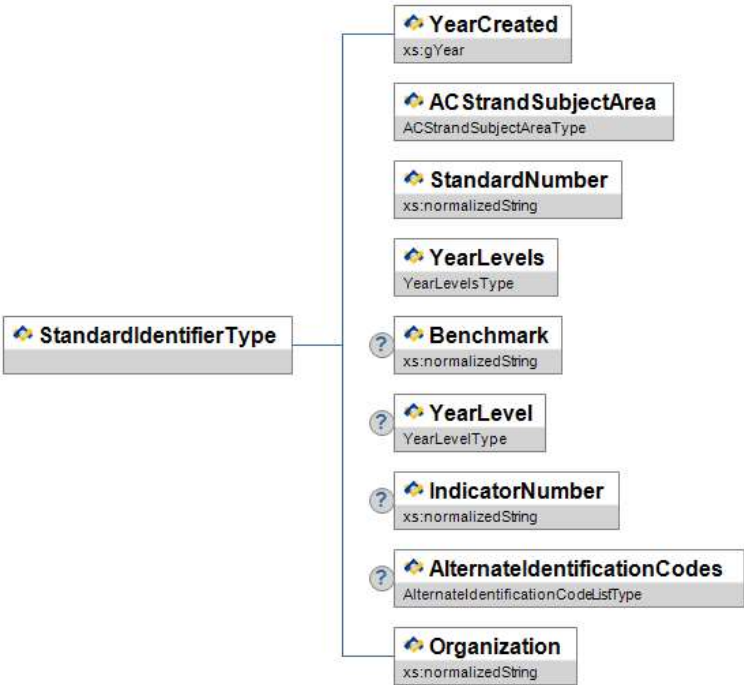 YearCreated
xs:gYear
ACStrandSubjectArea
ACStrandSubjectAreaType
StandardNumber
xs:normalizedString
YearLevels
YearLevelsType
StandardIdentifierType
? Benchmark
xs:normalizedString
? YearLevel
YearLevelType
? IndicatorNumber
xs:normalizedString
? AlternateIdentificationCodes
AlternateIdentificationCodeListType
Organization
xs:normalizedString